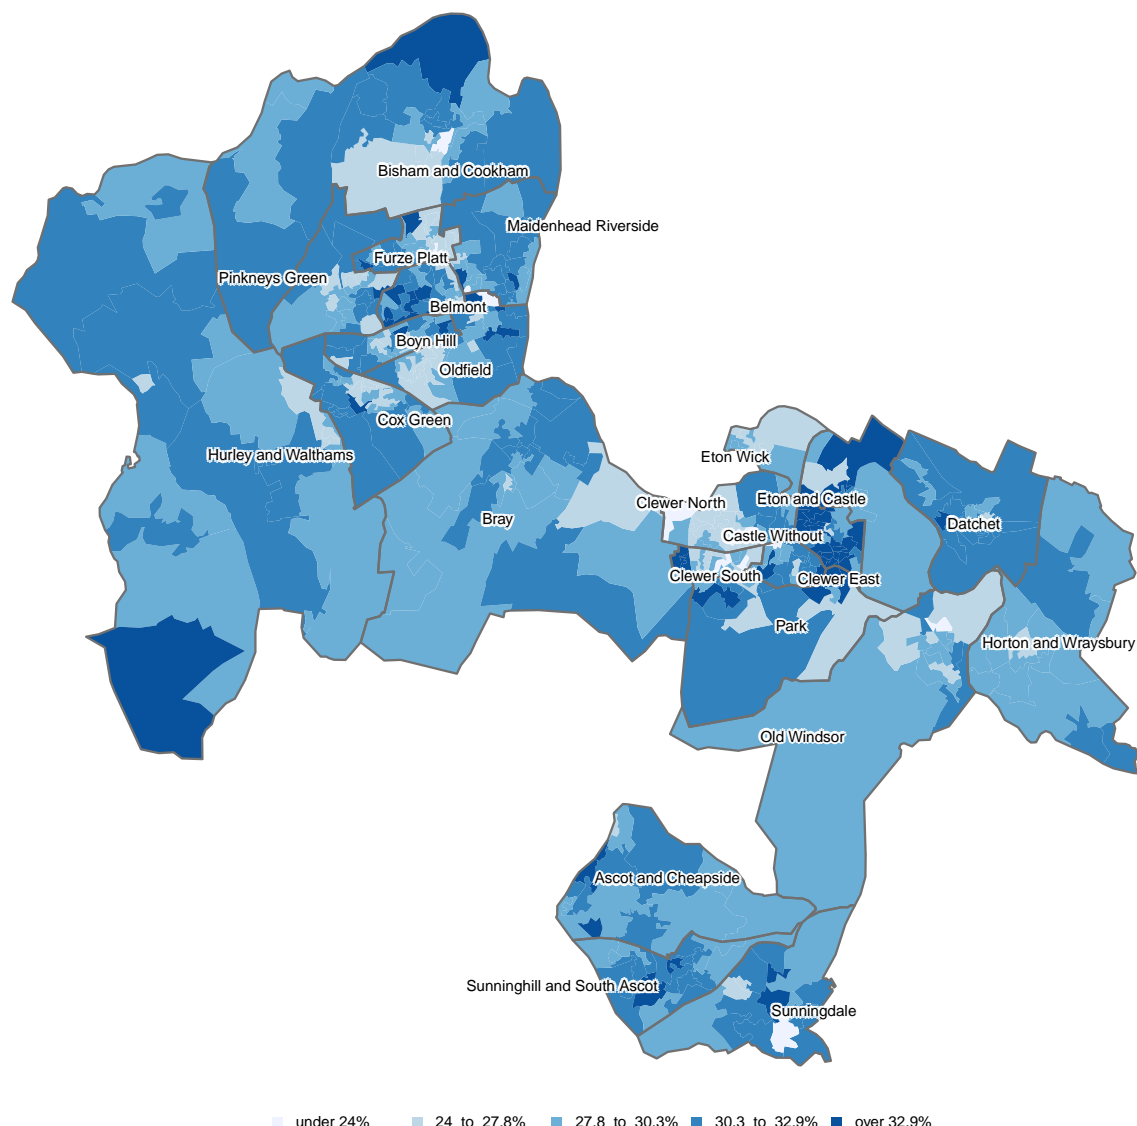 Bisham and Cookham
Maidenhead Riverside
Furze Platt
Pinkneys Green
Belmont
Boyn Hill
Oldfield
Cox Green
Hurley and Walthams
Eton Wick
Clewer North
Eton and Castle
Bray
Datchet
Castle Without
Clewer South
Clewer East
Park
Horton and Wraysbury
Old Windsor
Ascot and Cheapside
Sunninghill and South Ascot
Sunningdale
under 24% 24 to 27.8% 27.8 to 30.3% 30.3 to 32.9% over 32.9%